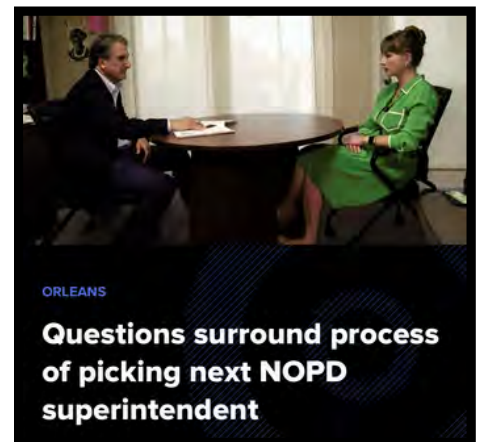 ORLEANS
Questions surround process
of picking next NOPD
superintendent